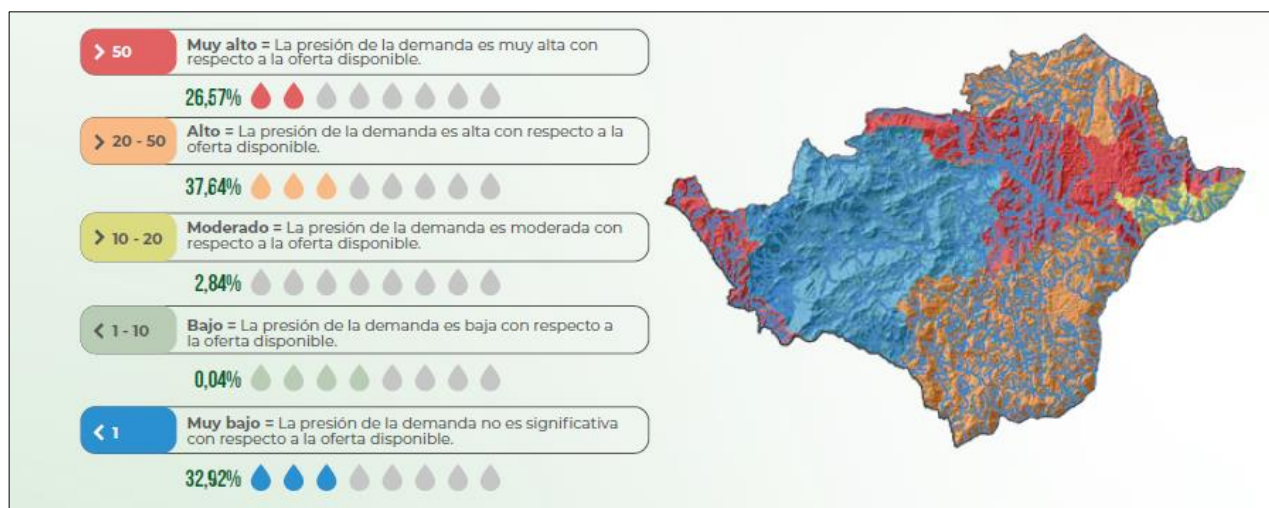 > 50
Muy alto = La presión de la demanda es muy alta con
respecto a la oferta disponible.
26,57%
> 20 - 50
Alto = La presión de la demanda es alta con respecto a la
oferta disponible.
37,64%
> 10 - 20
Moderado = La presión de la demanda es moderada con
respecto a la oferta disponible.
2,84%
< 1 - 10
Bajo = La presión de la demanda es baja con respecto a
la oferta disponible.
0,04%
< 1
Muy bajo = La presión de la demanda no es significativa
con respecto a la oferta disponible.
32,92%